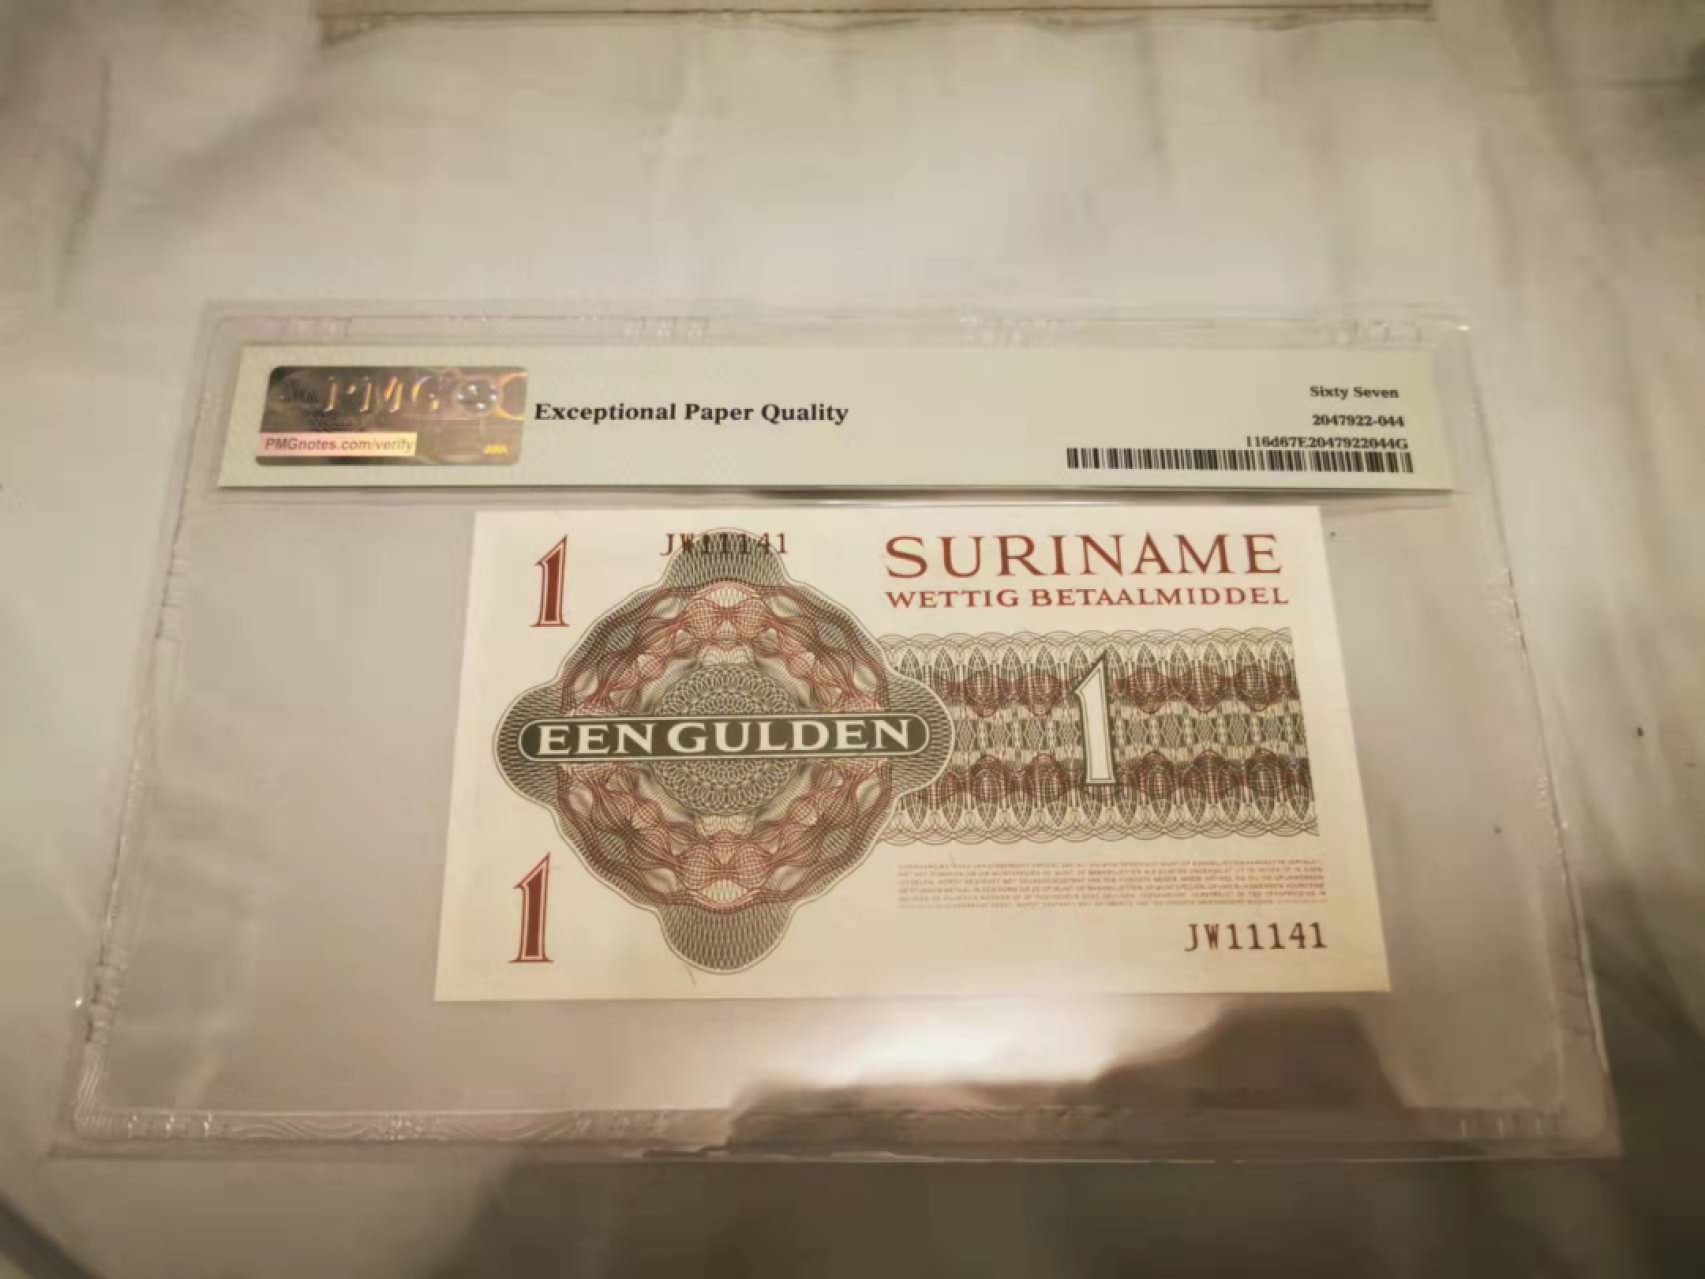 PMG
PMGnotes.com/verify
Exceptional Paper Quality
Sixty Seven
2047922-044
116d67E2047922044G
1
JW11141
SURINAME
WETTIG BETAALMIDDEL
EEN GULDEN
1
1
JW11141